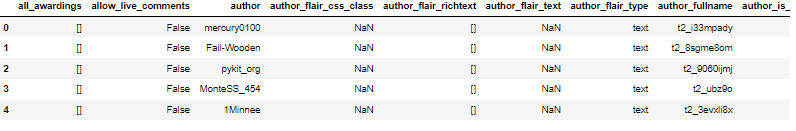 all_awardings allow_live_comments author author_flair_css_class author_flair_richtext author_flair_text author_flair_type author_fullname author_is_
0 [] False mercury0100 NaN [] NaN text t2_i33mpady
1 [] False Fail-Wooden NaN [] NaN text t2_8sgme8om
2 [] False pykit_org NaN [] NaN text t2_9060ijmj
3 [] False MonteSS_454 NaN [] NaN text t2_ubz9o
4 [] False 1Minnee NaN [] NaN text t2_3evxli8x